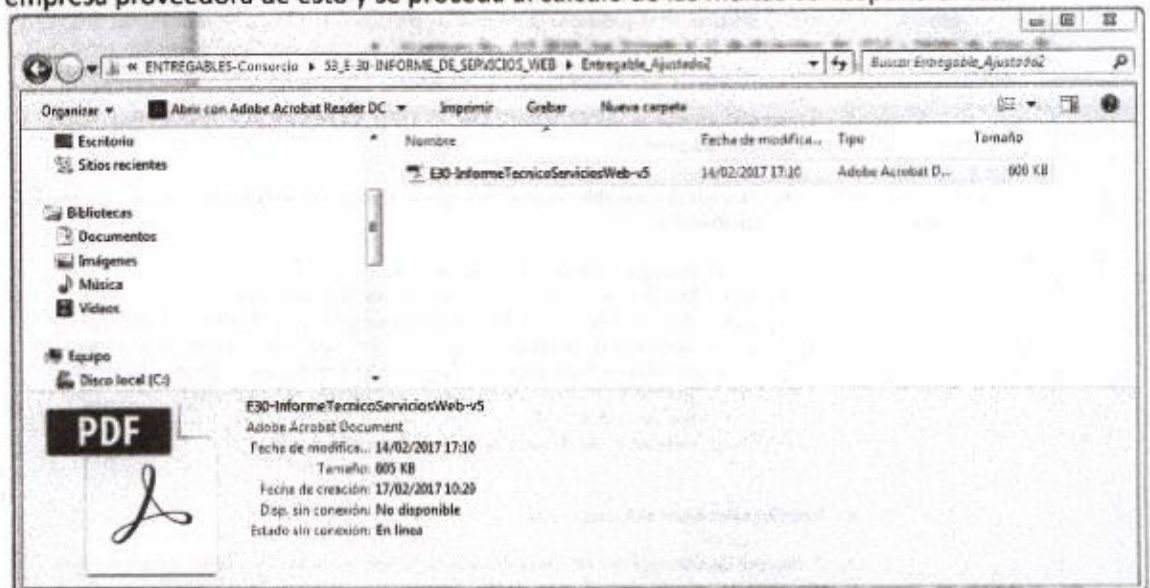 empresa proveedora de esto y se proceda al cálculo de las multas correspondientes.
« ENTREGABLES-Consorcio ▸ 53_E-30-INFORME_DE_SERVICIOS_WEB ▸ Entregable_Ajustado2
Buscar Entregable_Ajustado2
Organizar Abrir con Adobe Acrobat Reader DC Imprimir Grabar Nueva carpeta
Escritorio
Sitios recientes
Bibliotecas
Documentos
Imágenes
Música
Vídeos
Equipo
Disco local (C:)
Nombre Fecha de modifica... Tipo Tamaño
E30-InformeTecnicoServiciosWeb-v5 14/02/2017 17:10 Adobe Acrobat D... 606 KB
PDF
E30-InformeTecnicoServiciosWeb-v5
Adobe Acrobat Document
Fecha de modifica... 14/02/2017 17:10
Tamaño: 605 KB
Fecha de creación: 17/02/2017 10:29
Disp. sin conexión: No disponible
Estado sin conexión: En línea